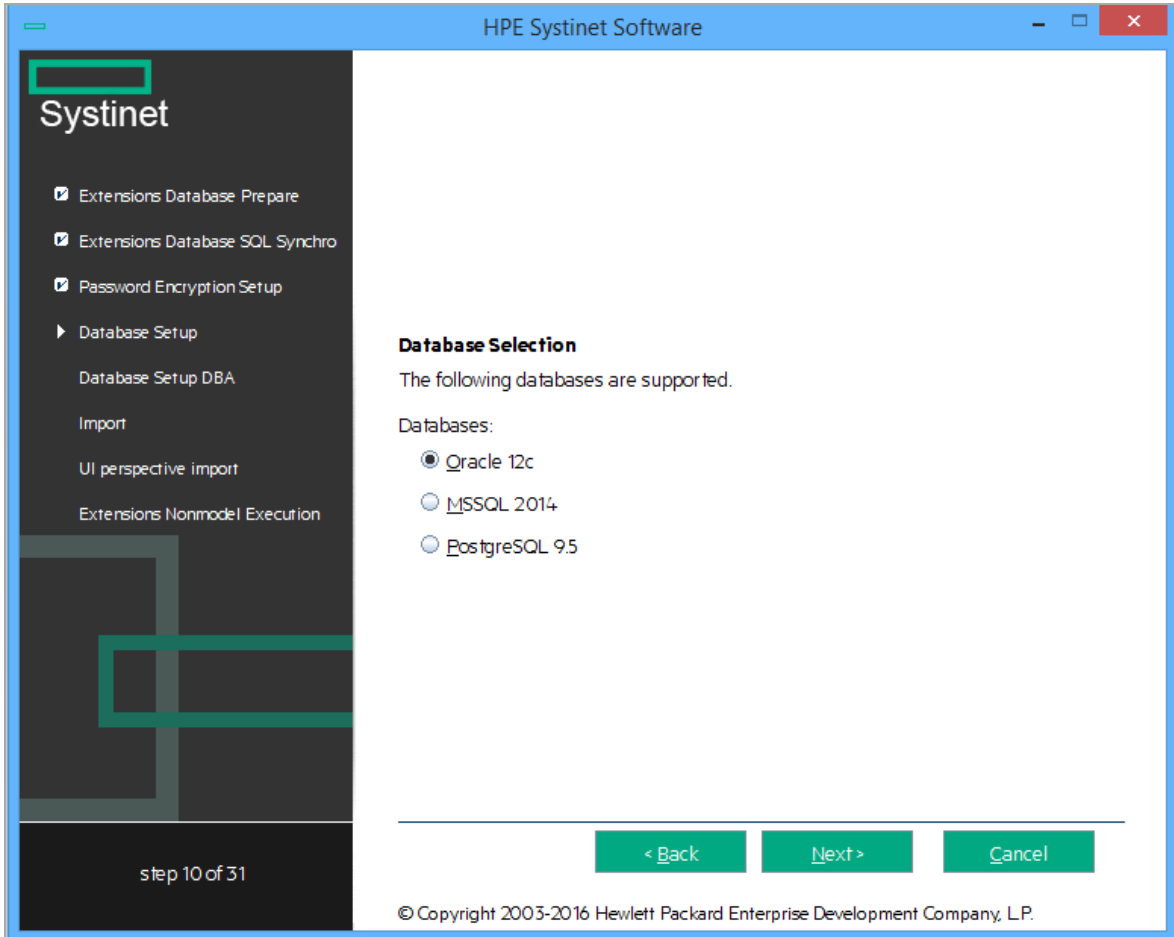 HPE Systinet Software
Systinet
Extensions Database Prepare
Extensions Database SQL Synchro
Password Encryption Setup
Database Setup
Database Setup DBA
Import
UI perspective import
Extensions Nonmodel Execution
step 10 of 31
Database Selection
The following databases are supported.
Databases:
Oracle 12c
MSSQL 2014
PostgreSQL 9.5
< Back
Next >
Cancel
© Copyright 2003-2016 Hewlett Packard Enterprise Development Company, L.P.